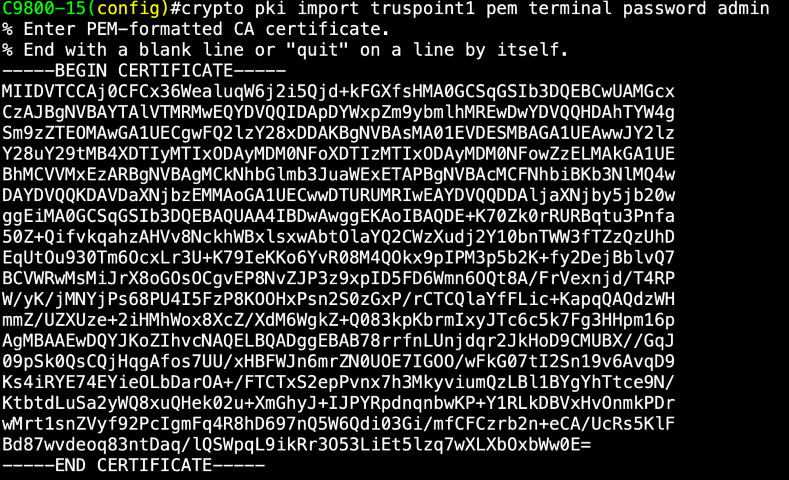 C9800-15(config)#crypto pki import truspoint1 pem terminal password admin
% Enter PEM-formatted CA certificate.
% End with a blank line or "quit" on a line by itself.
-----BEGIN CERTIFICATE-----
MIIDVTCCAj0CFCx36WealuqW6j2i5Qjd+kFGXfsHMA0GCSqGSIb3DQEBCwUAMGcx
CzAJBgNVBAYTAlVTMRMwEQYDVQQIDApDYWxpZm9ybmlhMREwDwYDVQQHDAhTYW4g
Sm9zZTEOMAwGA1UECgwFQ2lzY28xDDAKBgNVBAsMA01EVDESMBAGA1UEAwwJY2lz
Y28uY29tMB4XDTIyMTIxODAyMDM0NFoXDTIzMTIxODAyMDM0NFowZzELMAkGA1UE
BhMCVVMxEzARBgNVBAgMCkNhbGlmb3JuaWExETAPBgNVBAcMCFNhbiBKb3NlMQ4w
DAYDVQQKDAVDaXNjbzEMMAoGA1UECwwDTURUMRIwEAYDVQQDDAljaXNjby5jb20w
ggEiMA0GCSqGSIb3DQEBAQUAA4IBDwAwggEKAoIBAQDE+K70Zk0rRURBqtu3Pnfa
50Z+QifvkqahzAHVv8NckhWBxlsxwAbtOlaYQ2CWzXudj2Y10bnTWW3fTZzQzUhD
EqUtOu930Tm6OcxLr3U+K79IeKKo6YvR08M4QOkx9pIPM3p5b2K+fy2DejBblvQ7
BCVWRwMsMiJrX8oGOsOCgvEP8NvZJP3z9xpID5FD6Wmn6OQt8A/FrVexnjd/T4RP
W/yK/jMNYjPs68PU4I5FzP8KOOHxPsn2S0zGxP/rCTCQlaYfFLic+KapqQAQdzWH
mmZ/UZXUze+2iHMhWox8XcZ/XdM6WgkZ+Q083kpKbrmIxyJTc6c5k7Fg3HHpm16p
AgMBAAEwDQYJKoZIhvcNAQELBQADggEBAB78rrfnLUnjdqr2JkHoD9CMUBX//GqJ
09pSk0QsCQjHqgAfos7UU/xHBFWJn6mrZN0UOE7IGOO/wFkG07tI2Sn19v6AvqD9
Ks4iRYE74EYieOLbDarOA+/FTCTxS2epPvnx7h3MkyviumQzLBl1BYgYhTtce9N/
KtbtdLuSa2yWQ8xuQHek02u+XmGhyJ+IJPYRpdnqnbwKP+Y1RLkDBVxHvOnmkPDr
wMrt1snZVyf92PcIgmFq4R8hD697nQ5W6Qdi03Gi/mfCFCzrb2n+eCA/UcRs5KlF
Bd87wvdeoq83ntDaq/lQSWpqL9ikRr3O53LiEt5lzq7wXLXbOxbWw0E=
-----END CERTIFICATE-----